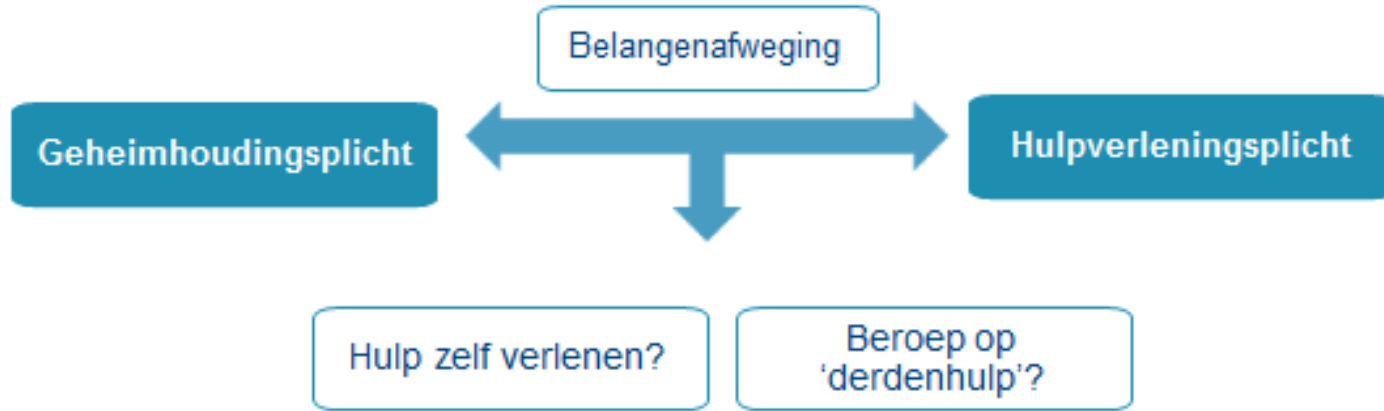 Belangenafweging
Geheimhoudingsplicht
Hulpverleningsplicht
Hulp zelf verlenen?
Beroep op
‘derdenhulp’?